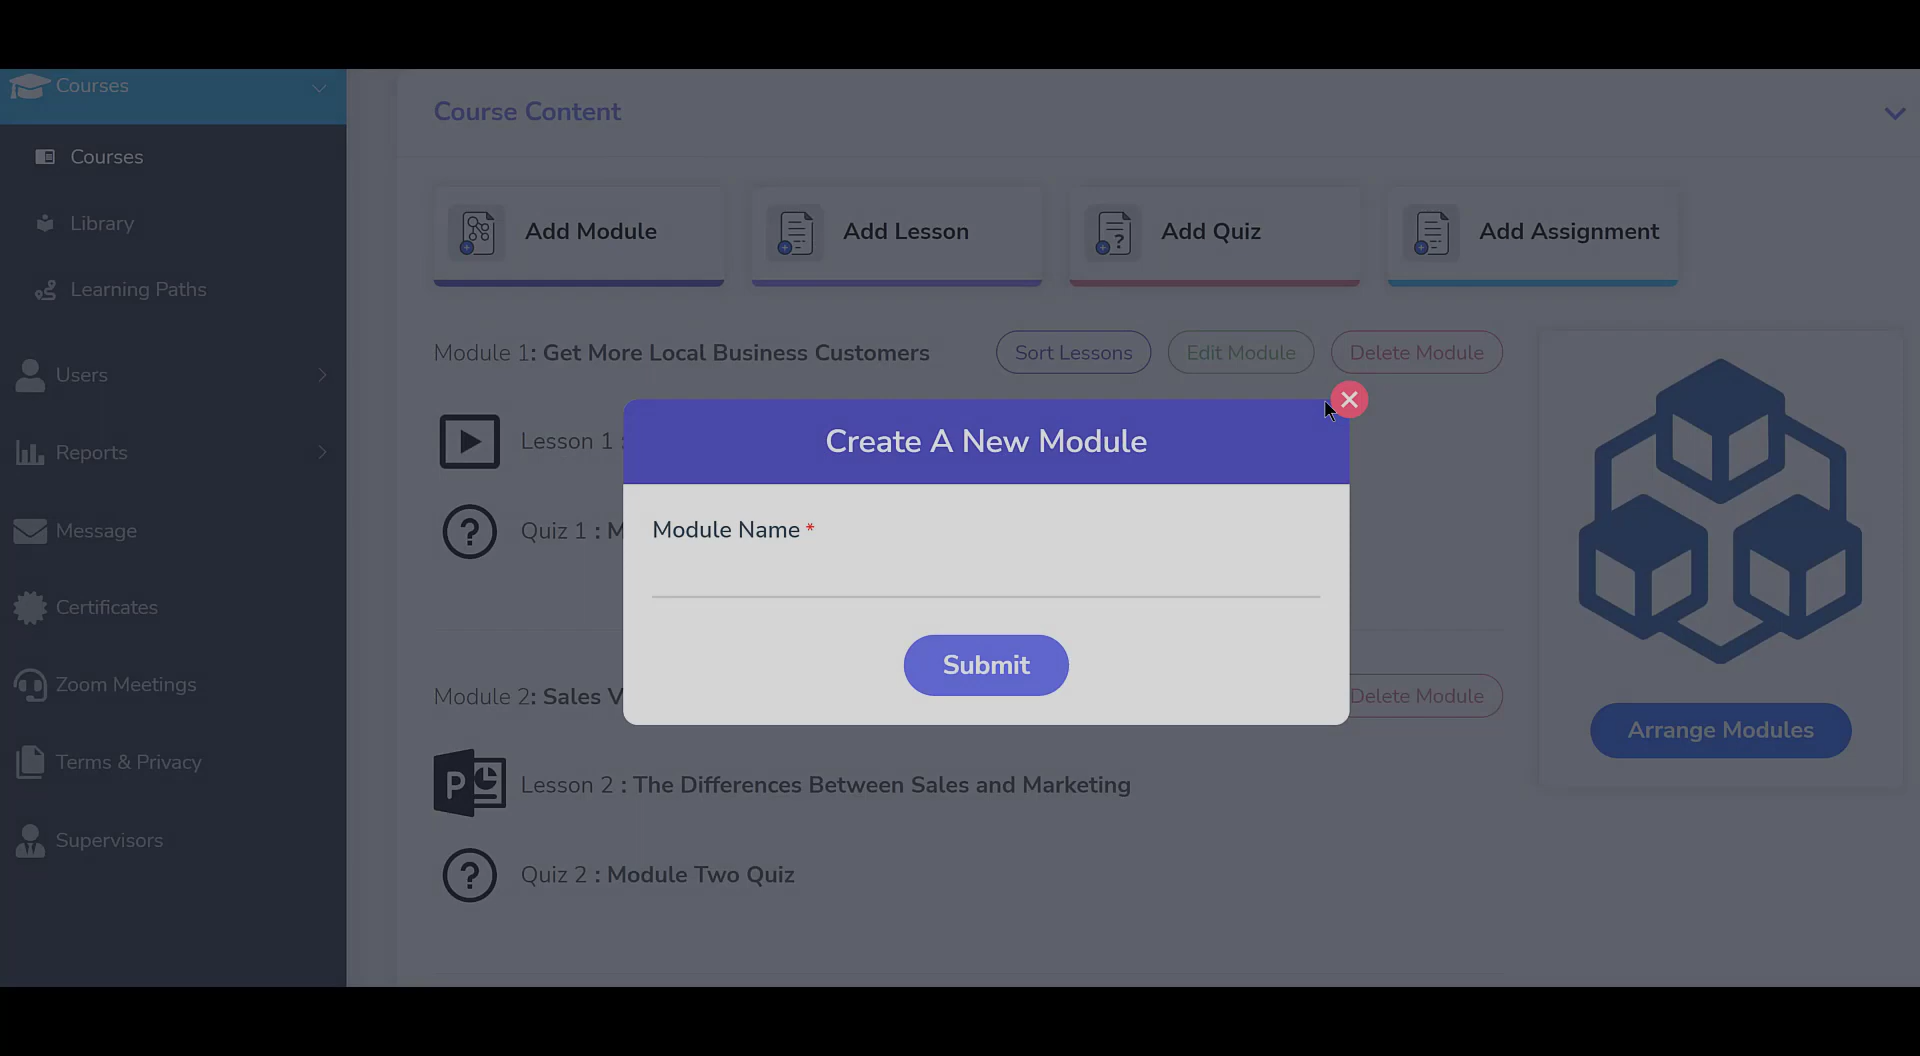 Courses
Courses
Library
Learning Paths
Users
Reports
Message
Certificates
Zoom Meetings
Terms & Privacy
Supervisors
Course Content
Add Module
Add Lesson
Add Quiz
Add Assignment
Module 1: Get More Local Business Customers
Sort Lessons
Edit Module
Delete Module
Lesson 1 :
Quiz 1 : M
Create A New Module
Module Name *
Submit
Module 2: Sales V
Delete Module
P
Lesson 2 : The Differences Between Sales and Marketing
Quiz 2 : Module Two Quiz
Arrange Modules